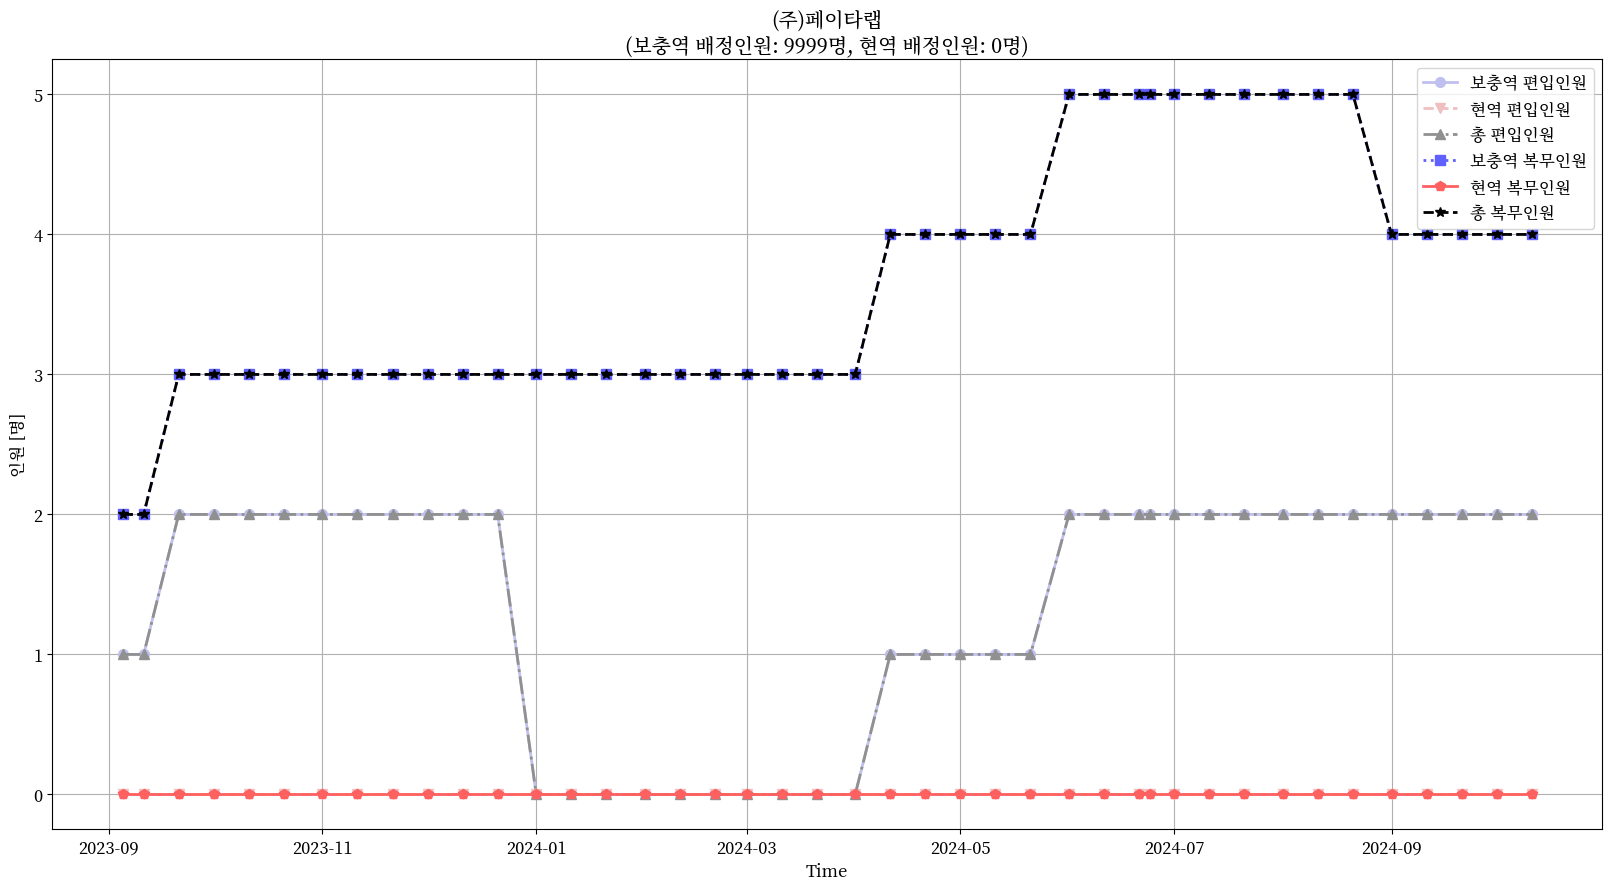 (주)페이타랩
(보충역 배정인원: 9999명, 현역 배정인원: 0명)
보충역 편입인원
현역 편입인원
총 편입인원
보충역 복무인원
현역 복무인원
총 복무인원
인원 [명]
5
4
3
2
1
0
2023-09
2023-11
2024-01
2024-03
2024-05
2024-07
2024-09
Time